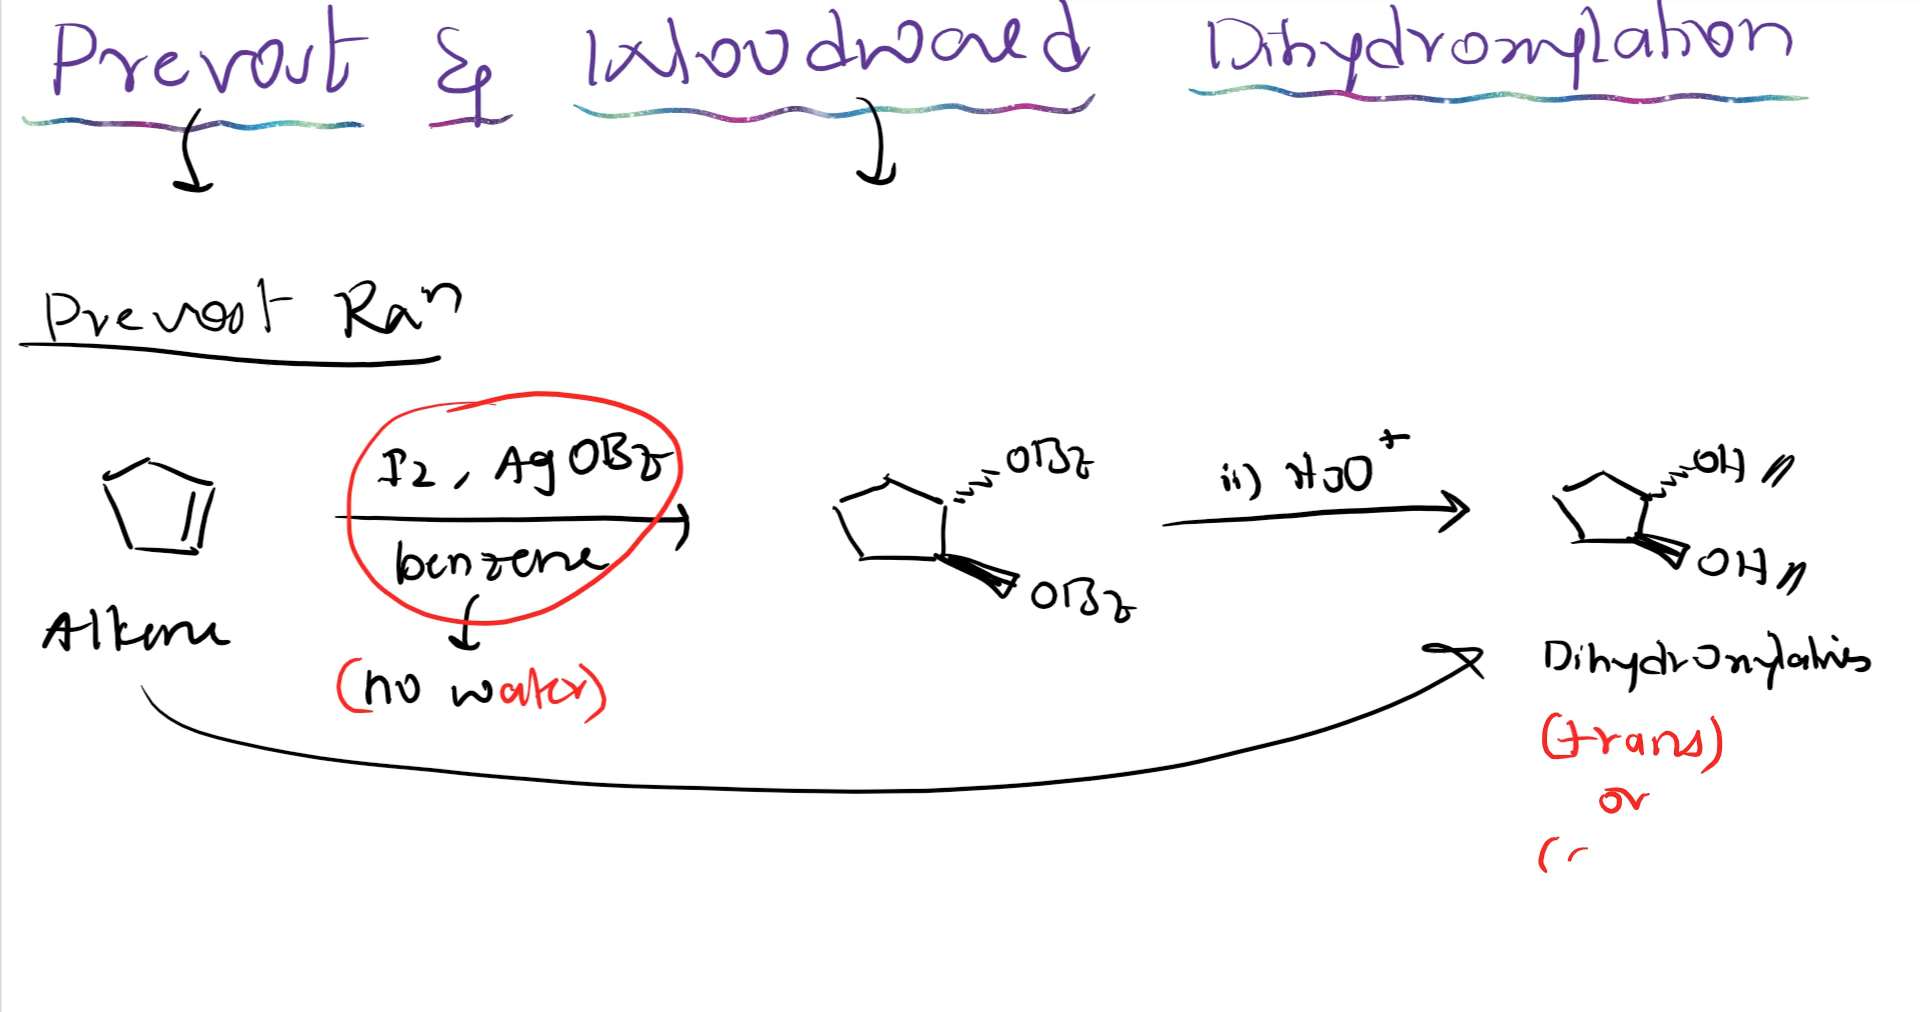 Prevost & Woodward Dihydroxylation
Prevost Rxn
I2, AgOBz
benzene
(no water)
Alkene
OBz
OBz
ii) H3O+
OH
OH
Dihydroxylation
(trans)
or
(